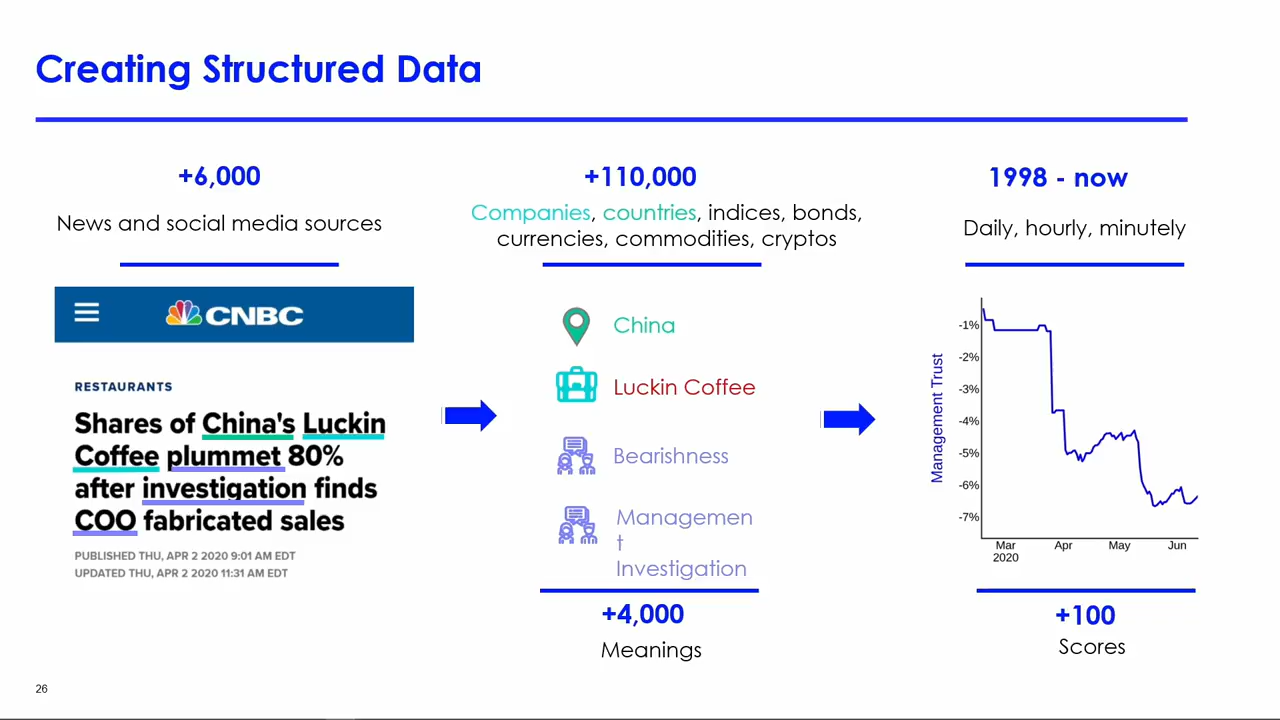 Creating Structured Data
+6,000
News and social media sources
CNBC
RESTAURANTS
Shares of China's Luckin
Coffee plummet 80%
after investigation finds
COO fabricated sales
PUBLISHED THU, APR 2 2020 9:01 AM EDT
UPDATED THU, APR 2 2020 11:31 AM EDT
+110,000
Companies, countries, indices, bonds,
currencies, commodities, cryptos
China
Luckin Coffee
Bearishness
Managemen
t
Investigation
+4,000
Meanings
1998 - now
Daily, hourly, minutely
Management Trust
-1%
-2%
-3%
-4%
-5%
-6%
-7%
Mar Apr May Jun
2020
+100
Scores
26